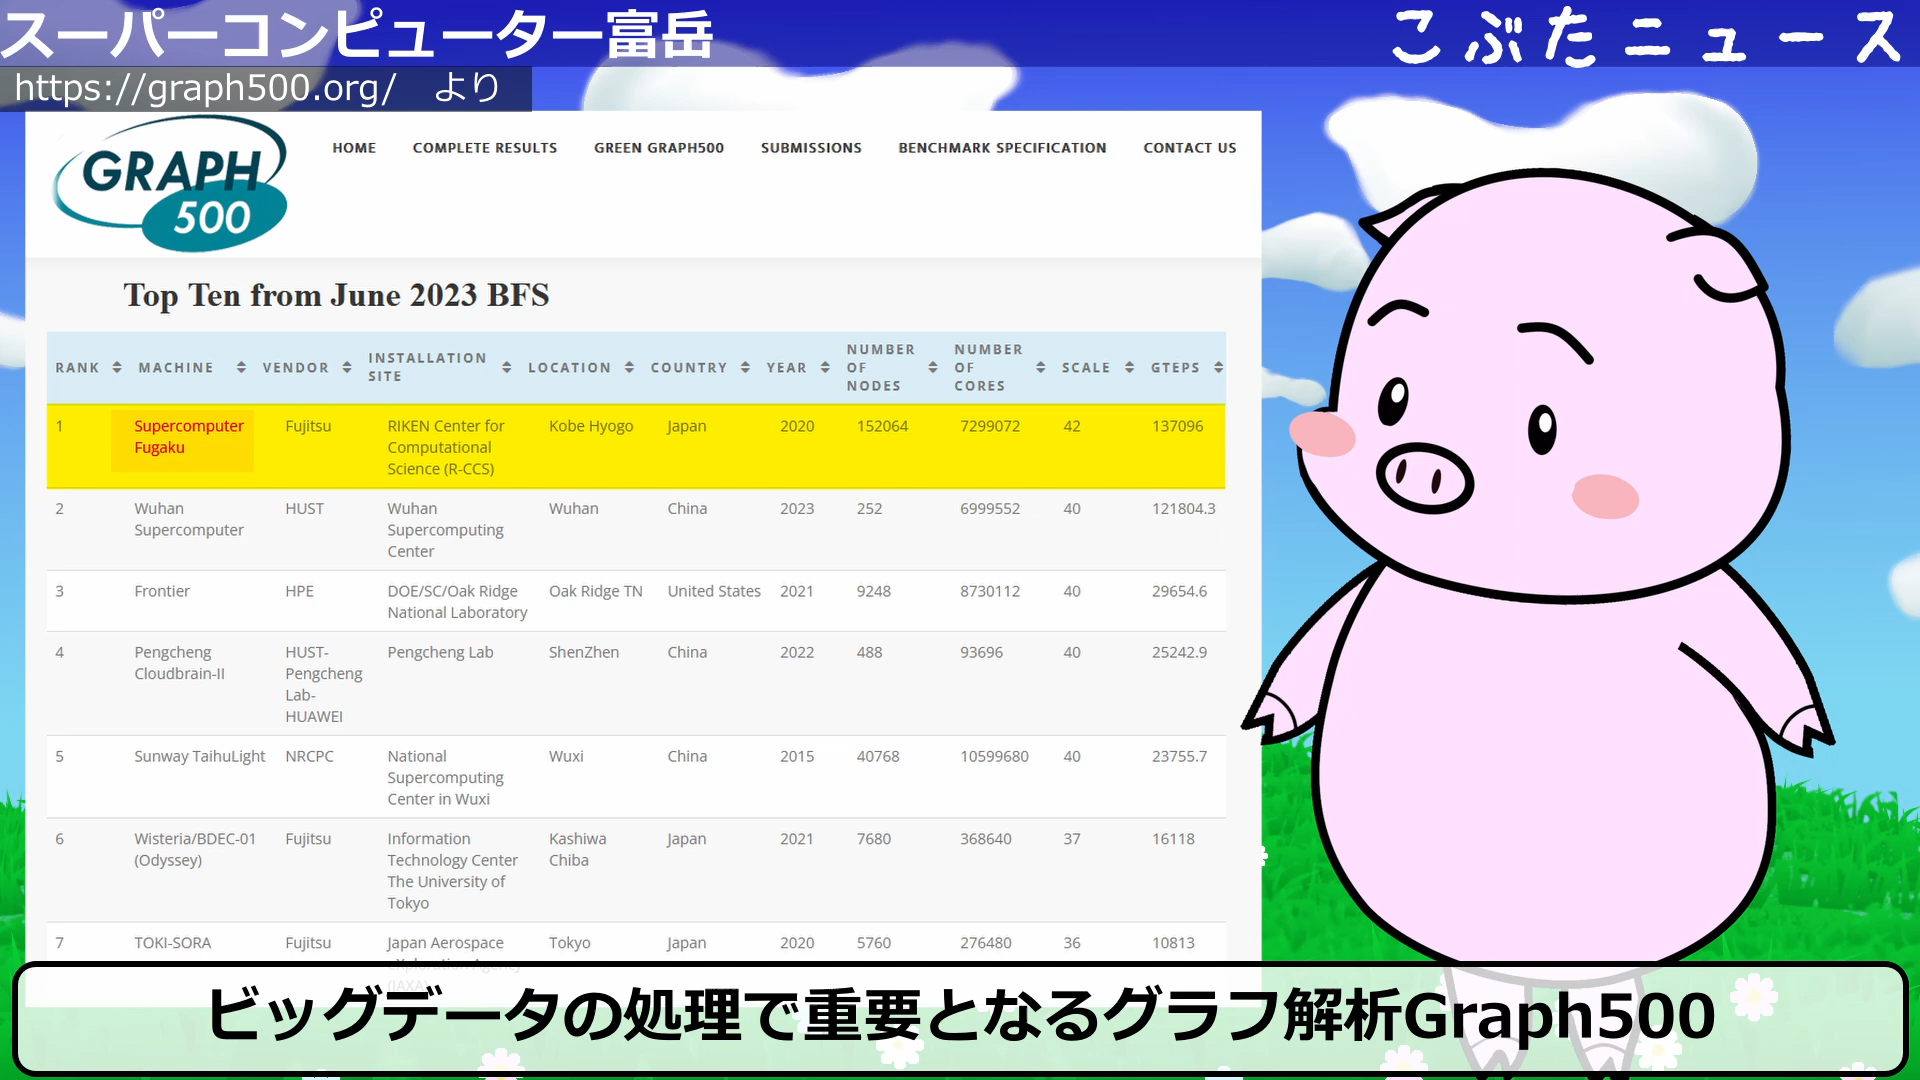 スーパーコンピューター富岳
こぶたニュース
https://graph500.org/ より
GRAPH
500
HOME COMPLETE RESULTS GREEN GRAPH500 SUBMISSIONS BENCHMARK SPECIFICATION CONTACT US
Top Ten from June 2023 BFS
RANK MACHINE VENDOR INSTALLATION SITE LOCATION COUNTRY YEAR NUMBER OF NODES NUMBER OF CORES SCALE GTEPS
1 Supercomputer Fugaku Fujitsu RIKEN Center for Computational Science (R-CCS) Kobe Hyogo Japan 2020 152064 7299072 42 137096
2 Wuhan Supercomputer HUST Wuhan Supercomputing Center Wuhan China 2023 252 6999552 40 121804.3
3 Frontier HPE DOE/SC/Oak Ridge National Laboratory Oak Ridge TN United States 2021 9248 8730112 40 29654.6
4 Pengcheng Cloudbrain-II HUST-Pengcheng Lab-HUAWEI Pengcheng Lab ShenZhen China 2022 488 93696 40 25242.9
5 Sunway TaihuLight NRCPC National Supercomputing Center in Wuxi Wuxi China 2015 40768 10599680 40 23755.7
6 Wisteria/BDEC-01 (Odyssey) Fujitsu Information Technology Center The University of Tokyo Kashiwa Chiba Japan 2021 7680 368640 37 16118
7 TOKI-SORA Fujitsu Japan Aerospace eXploration Agency (JAXA) Tokyo Japan 2020 5760 276480 36 10813
ビッグデータの処理で重要となるグラフ解析Graph500